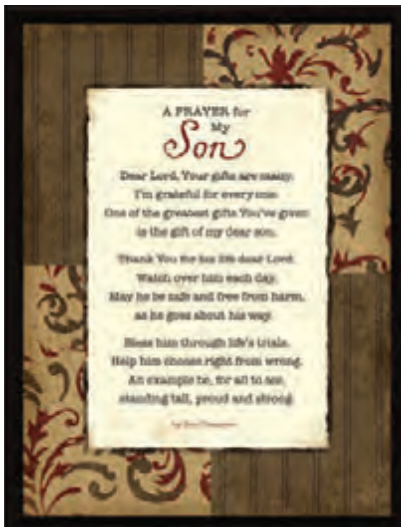 A PRAYER for
My
Son
Dear Lord, Your gifts are many,
I'm grateful for every one.
One of the greatest gifts You've given
is the gift of my dear son.
Thank You for his life dear Lord.
Watch over him each day.
May he be safe and free from harm,
as he goes about his way.
Bless him through life's trials.
Help him choose right from wrong.
An example be, for all to see,
standing tall, proud and strong.